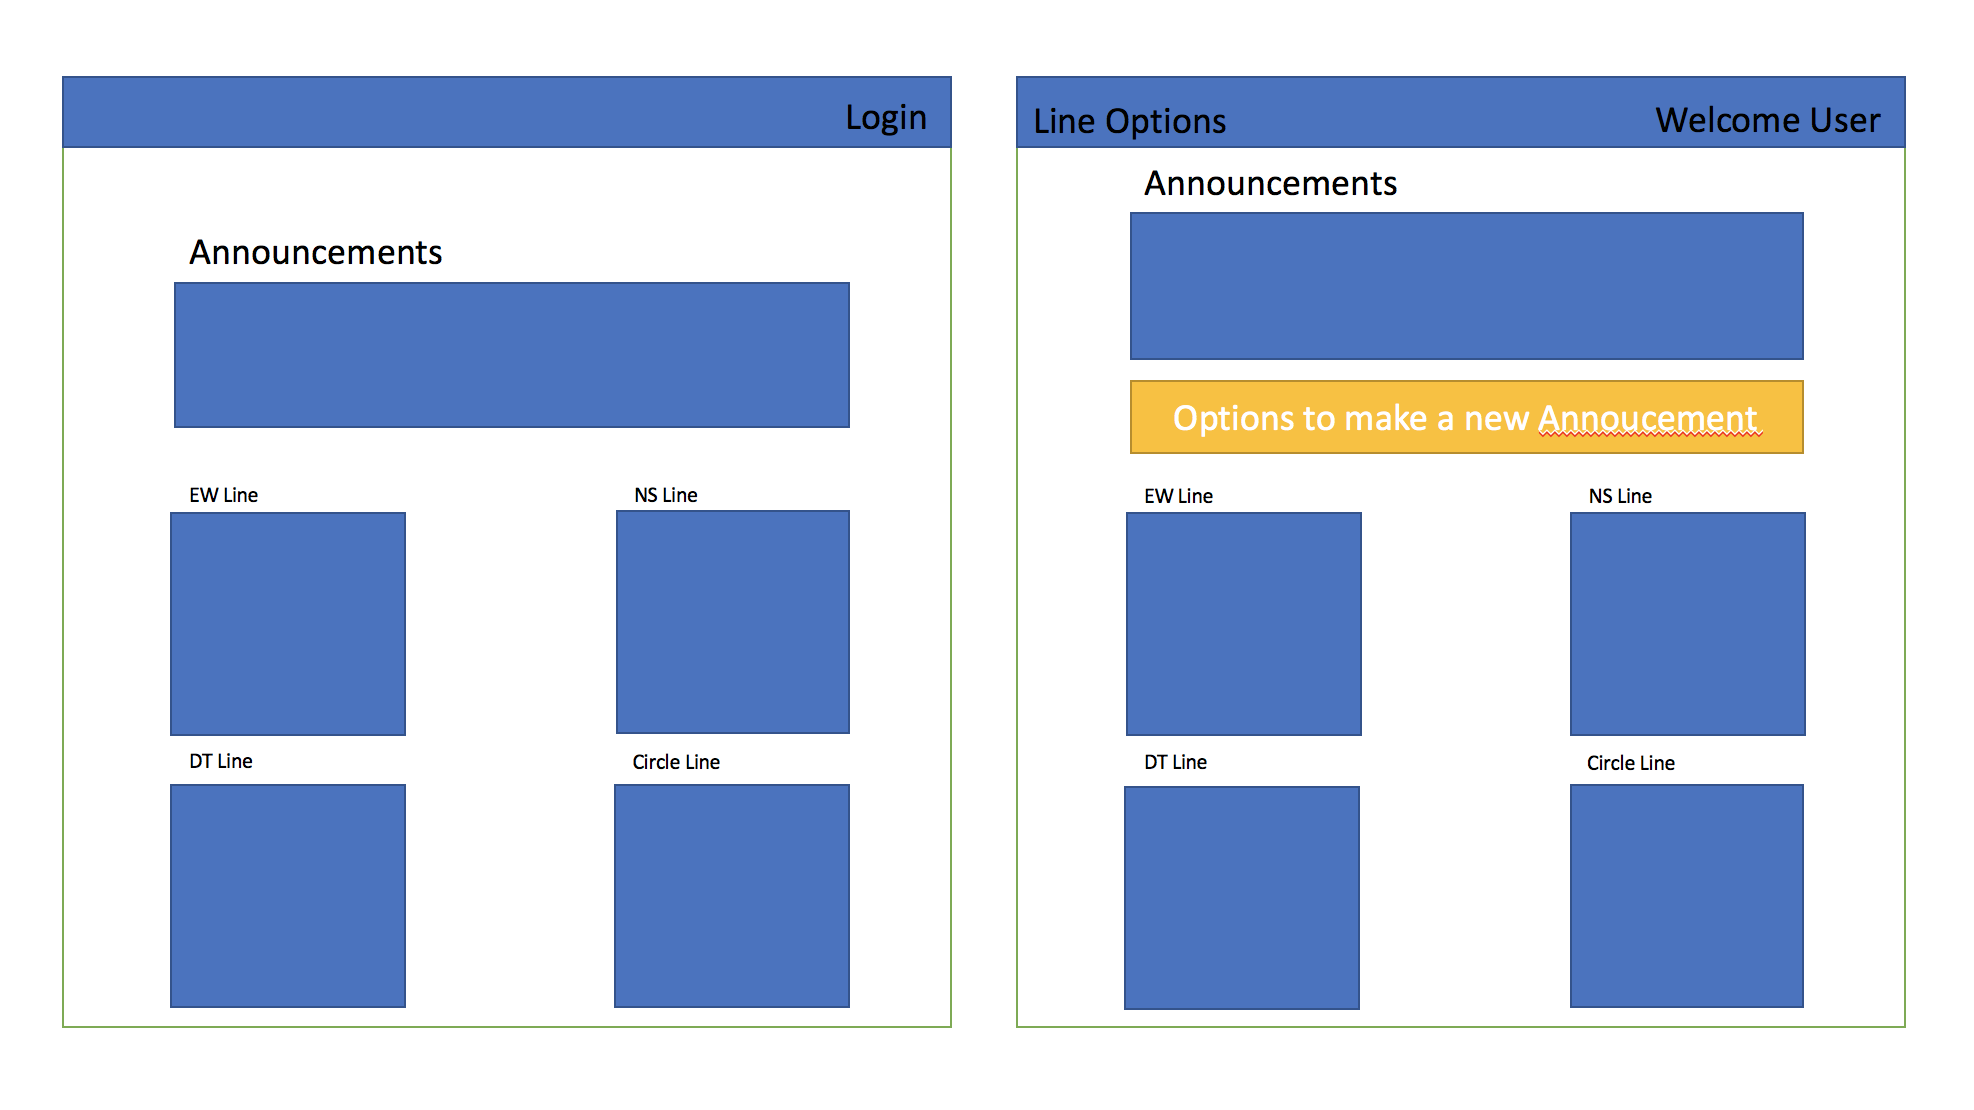 Login
Announcements
EW Line
NS Line
DT Line
Circle Line
Line Options
Welcome User
Announcements
Options to make a new Annoucement
EW Line
NS Line
DT Line
Circle Line